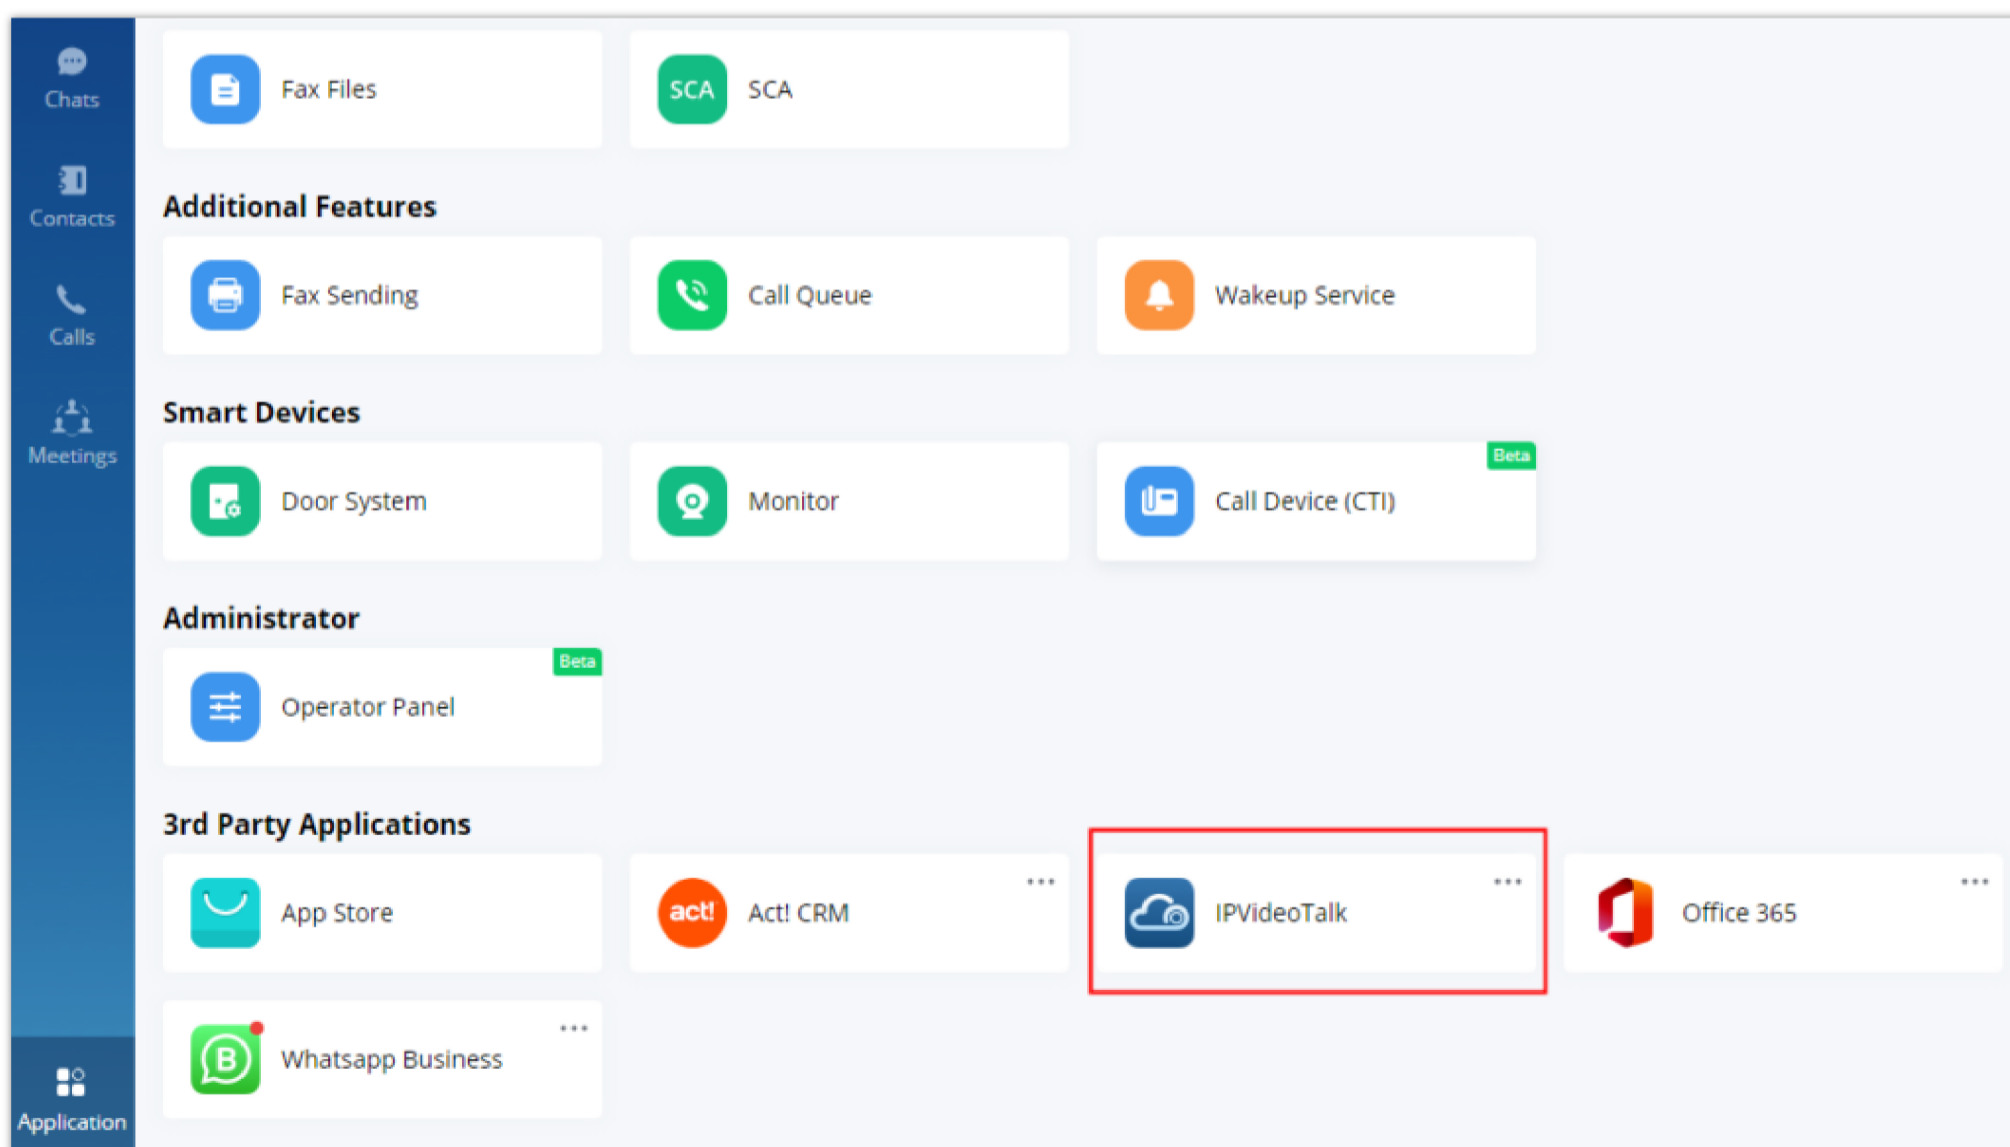 Chats
Contacts
Calls
Meetings
Application
Fax Files
SCA SCA
Additional Features
Fax Sending
Call Queue
Wakeup Service
Smart Devices
Door System
Monitor
Call Device (CTI)
Beta
Administrator
Operator Panel
Beta
3rd Party Applications
App Store
act! Act! CRM
IPVideoTalk
Office 365
B Whatsapp Business